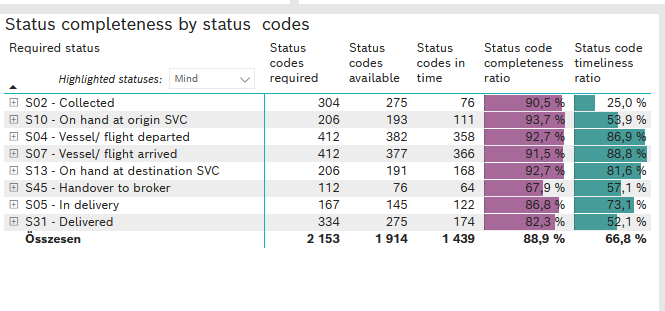 Status completeness by status codes
Required status Status codes required Status codes available Status codes in time Status code completeness ratio Status code timeliness ratio
Highlighted statuses: Mind
S02 - Collected 304 275 76 90,5 % 25,0 %
S10 - On hand at origin SVC 206 193 111 93,7 % 53,9 %
S04 - Vessel/ flight departed 412 382 358 92,7 % 86,9 %
S07 - Vessel/ flight arrived 412 377 366 91,5 % 88,8 %
S13 - On hand at destination SVC 206 191 168 92,7 % 81,6 %
S45 - Handover to broker 112 76 64 67,9 % 57,1 %
S05 - In delivery 167 145 122 86,8 % 73,1 %
S31 - Delivered 334 275 174 82,3 % 52,1 %
Összesen 2 153 1 914 1 439 88,9 % 66,8 %